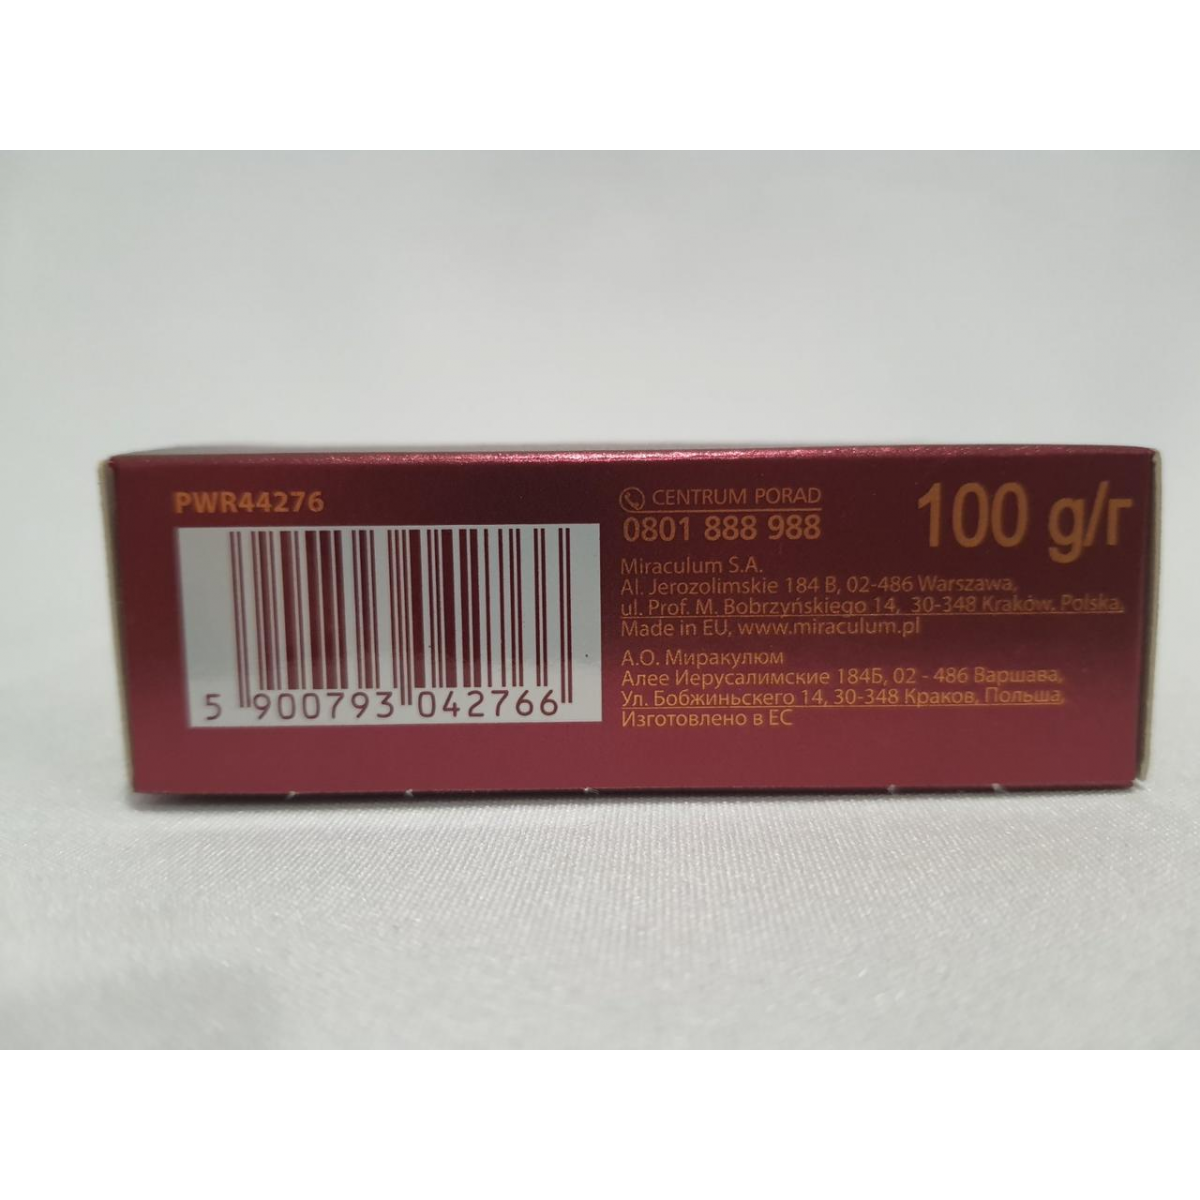 PWR44276
5 900793 042766
CENTRUM PORAD
0801 888 988
100 g/г
Miraculum S.A.
Al. Jerozolimskie 184 B, 02-486 Warszawa,
ul. Prof. M. Bobrzyńskiego 14, 30-348 Kraków, Polska,
Made in EU, www.miraculum.pl
А.О. Миракулюм
Алее Иерусалимские 184Б, 02 - 486 Варшава,
Ул. Бобжиньскего 14, 30-348 Краков, Польша,
Изготовлено в ЕС